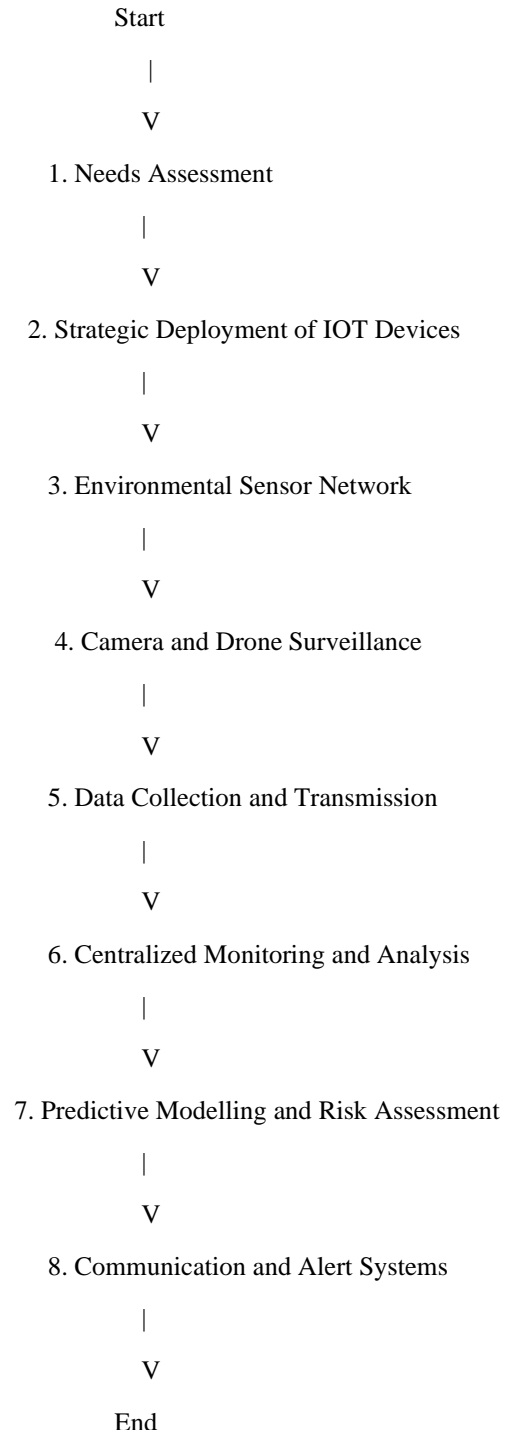 Start
|
V
1. Needs Assessment
|
V
2. Strategic Deployment of IOT Devices
|
V
3. Environmental Sensor Network
|
V
4. Camera and Drone Surveillance
|
V
5. Data Collection and Transmission
|
V
6. Centralized Monitoring and Analysis
|
V
7. Predictive Modelling and Risk Assessment
|
V
8. Communication and Alert Systems
|
V
End